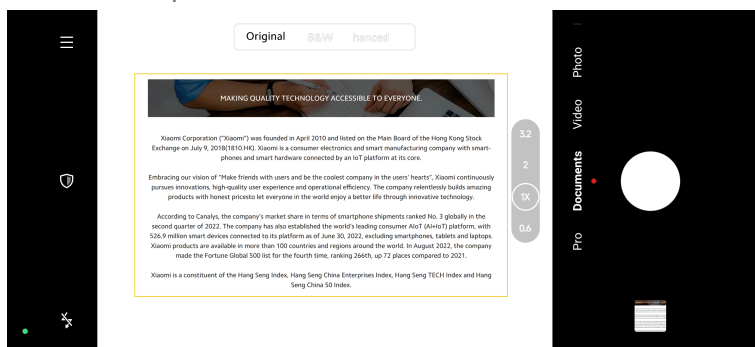 Original B&W hanced
MAKING QUALITY TECHNOLOGY ACCESSIBLE TO EVERYONE.
Xiaomi Corporation ("Xiaomi") was founded in April 2010 and listed on the Main Board of the Hong Kong Stock
Exchange on July 9, 2018(1810.HK). Xiaomi is a consumer electronics and smart manufacturing company with smart-
phones and smart hardware connected by an IoT platform at its core.
Embracing our vision of "Make friends with users and be the coolest company in the users' hearts", Xiaomi continuously
pursues innovations, high-quality user experience and operational efficiency. The company relentlessly builds amazing
products with honest pricesto let everyone in the world enjoy a better life through innovative technology.
According to Canalys, the company's market share in terms of smartphone shipments ranked No. 3 globally in the
second quarter of 2022. The company has also established the world's leading consumer AIoT (AI+IoT) platform, with
526.9 million smart devices connected to its platform as of June 30, 2022, excluding smartphones, tablets and laptops.
Xiaomi products are available in more than 100 countries and regions around the world. In August 2022, the company
made the Fortune Global 500 list for the fourth time, ranking 266th, up 72 places compared to 2021.
Xiaomi is a constituent of the Hang Seng Index, Hang Seng China Enterprises Index, Hang Seng TECH Index and Hang
Seng China 50 Index.
3.2
2
1X
0.6
Photo
Video
Documents
Pro